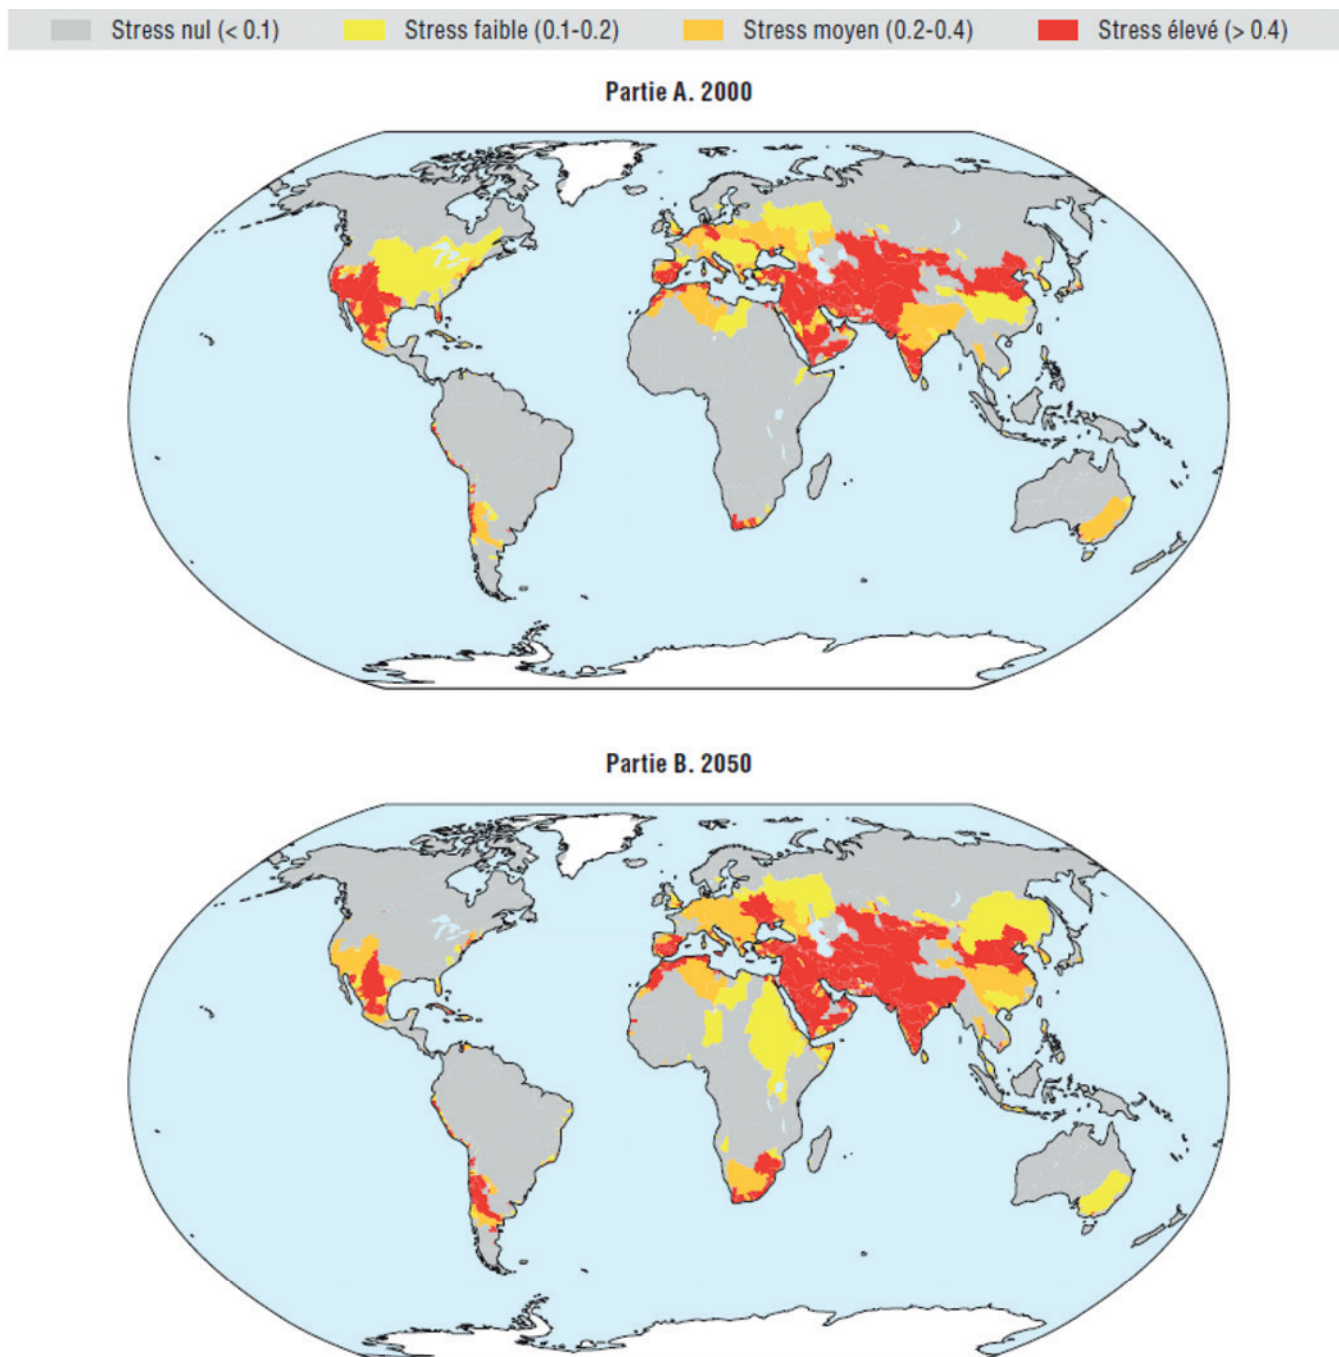 Stress nul (< 0.1) Stress faible (0.1-0.2) Stress moyen (0.2-0.4) Stress élevé (> 0.4)
Partie A. 2000
Partie B. 2050